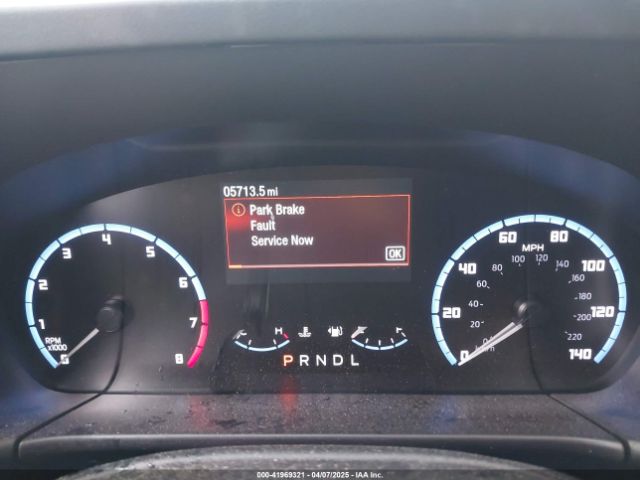 05713.5 mi
Park Brake
Fault
Service Now
OK
1 2 3 4 5 6 7 8
RPM
x1000
0 20 40 60 80 100 120 140
MPH
20 40 60 80 100 120 140 160 180 200 220
km/h
H E F
P R N D L
000-41969321 - 04/07/2025 - IAAI Inc.